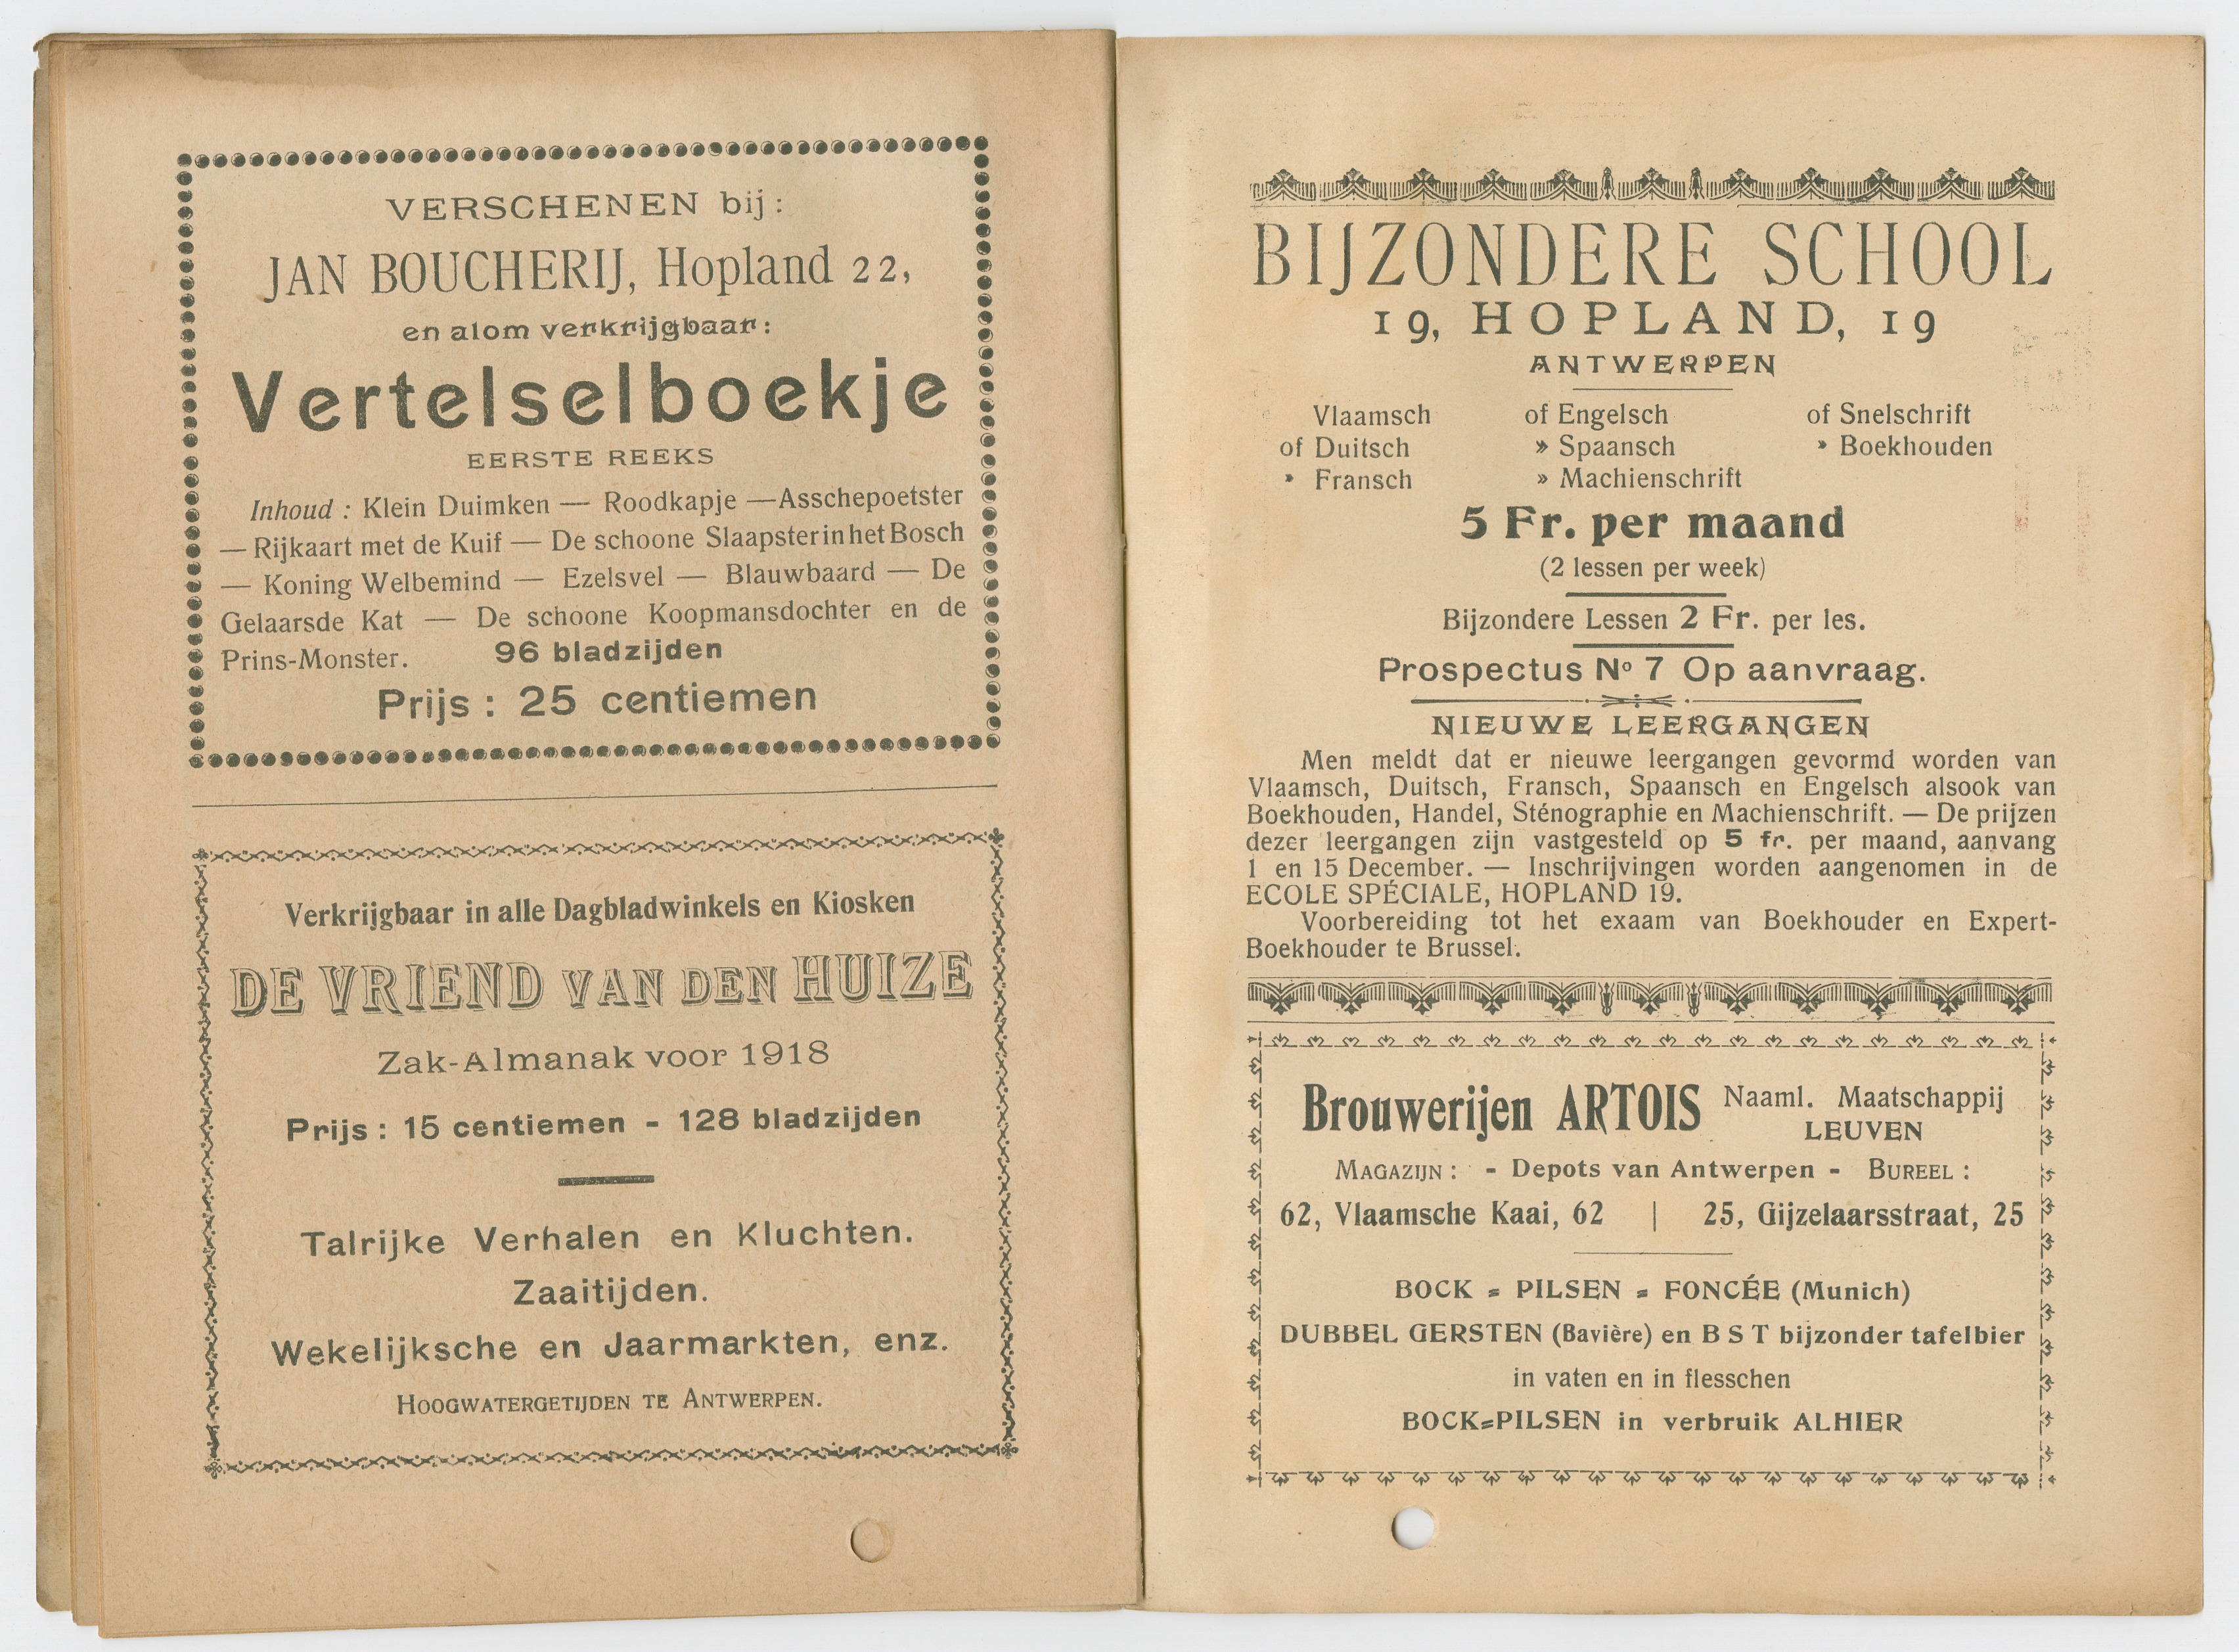 VERSCHENEN bij:
JAN BOUCHERIJ, Hopland 22,
en alom verkrijgbaar:
Vertelselboekje
EERSTE REEKS
Inhoud : Klein Duimken — Roodkapje — Asschepoetster
— Rijkaart met de Kuif — De schoone Slaapster in het Bosch
— Koning Welbemind — Ezelsvel — Blauwbaard — De
Gelaarsde Kat — De schoone Koopmansdochter en de
Prins-Monster. 96 bladzijden
Prijs : 25 centiemen
Verkrijgbaar in alle Dagbladwinkels en Kiosken
DE VRIEND VAN DEN HUIZE
Zak-Almanak voor 1918
Prijs : 15 centiemen - 128 bladzijden
Talrijke Verhalen en Kluchten.
Zaaitijden.
Wekelijksche en Jaarmarkten, enz.
HOOGWATERGETIJDEN TE ANTWERPEN.
BIJZONDERE SCHOOL
19, HOPLAND, 19
ANTWERPEN
Vlaamsch of Engelsch of Snelschrift
of Duitsch » Spaansch » Boekhouden
» Fransch » Machienschrift
5 Fr. per maand
(2 lessen per week)
Bijzondere Lessen 2 Fr. per les.
Prospectus Nº 7 Op aanvraag.
NIEUWE LEERGANGEN
Men meldt dat er nieuwe leergangen gevormd worden van
Vlaamsch, Duitsch, Fransch, Spaansch en Engelsch alsook van
Boekhouden, Handel, Sténographie en Machienschrift. — De prijzen
dezer leergangen zijn vastgesteld op 5 fr. per maand, aanvang
1 en 15 December. — Inschrijvingen worden aangenomen in de
ECOLE SPÉCIALE, HOPLAND 19.
Voorbereiding tot het exaam van Boekhouder en Expert-
Boekhouder te Brussel.
Brouwerijen ARTOIS Naaml. Maatschappij
LEUVEN
MAGAZIJN : - Depots van Antwerpen - BUREEL :
62, Vlaamsche Kaai, 62 | 25, Gijzelaarsstraat, 25
BOCK = PILSEN = FONCÉE (Munich)
DUBBEL GERSTEN (Bavière) en B S T bijzonder tafelbier
in vaten en in flesschen
BOCK=PILSEN in verbruik ALHIER